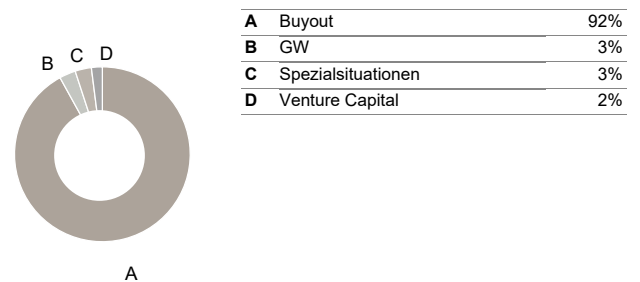 B C D
A
A Buyout 92%
B GW 3%
C Spezialsituationen 3%
D Venture Capital 2%